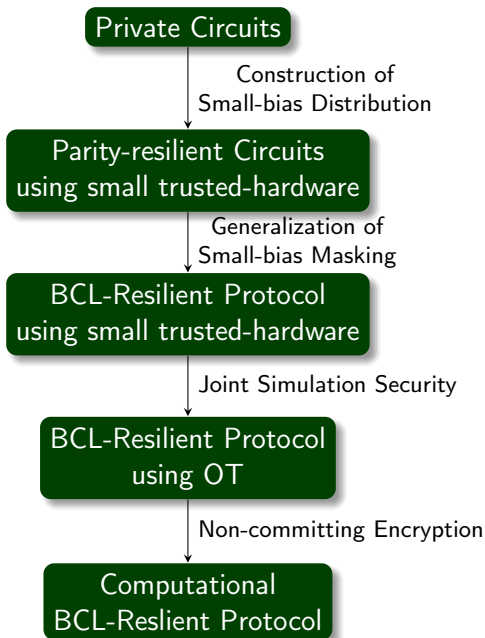 Private Circuits
Construction of
Small-bias Distribution
Parity-resilient Circuits
using small trusted-hardware
Generalization of
Small-bias Masking
BCL-Resilient Protocol
using small trusted-hardware
Joint Simulation Security
BCL-Resilient Protocol
using OT
Non-committing Encryption
Computational
BCL-Reslient Protocol